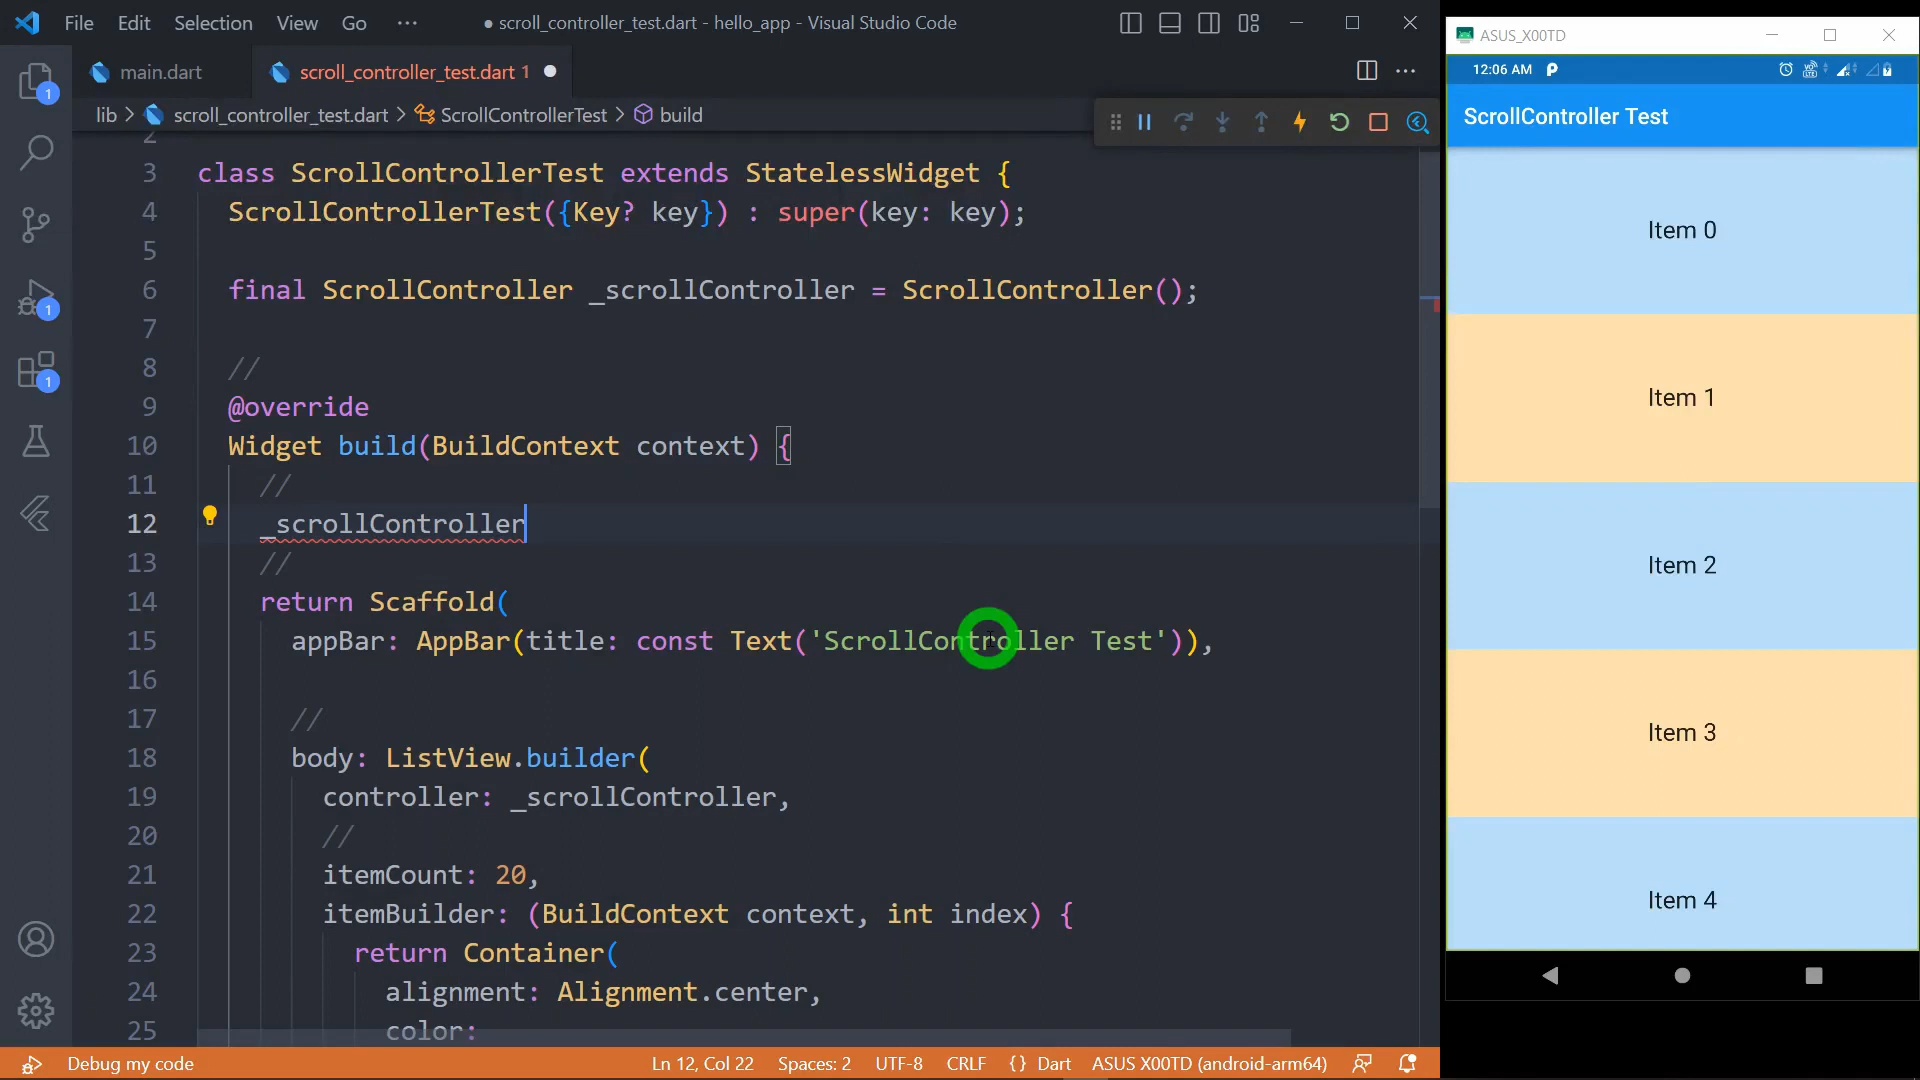 File Edit Selection View Go ··· ● scroll_controller_test.dart - hello_app - Visual Studio Code
main.dart scroll_controller_test.dart 1
lib > scroll_controller_test.dart > ScrollControllerTest > build
2
3 class ScrollControllerTest extends StatelessWidget {
4 ScrollControllerTest({Key? key}) : super(key: key);
5
6 final ScrollController _scrollController = ScrollController();
7
8 //
9 @override
10 Widget build(BuildContext context) {
11 //
12 _scrollController
13 //
14 return Scaffold(
15 appBar: AppBar(title: const Text('ScrollController Test')),
16
17 //
18 body: ListView.builder(
19 controller: _scrollController,
20 //
21 itemCount: 20,
22 itemBuilder: (BuildContext context, int index) {
23 return Container(
24 alignment: Alignment.center,
25 color:
1
1
1
Debug my code Ln 12, Col 22 Spaces: 2 UTF-8 CRLF {} Dart ASUS X00TD (android-arm64)
ASUS_X00TD
12:06 AM
ScrollController Test
Item 0
Item 1
Item 2
Item 3
Item 4